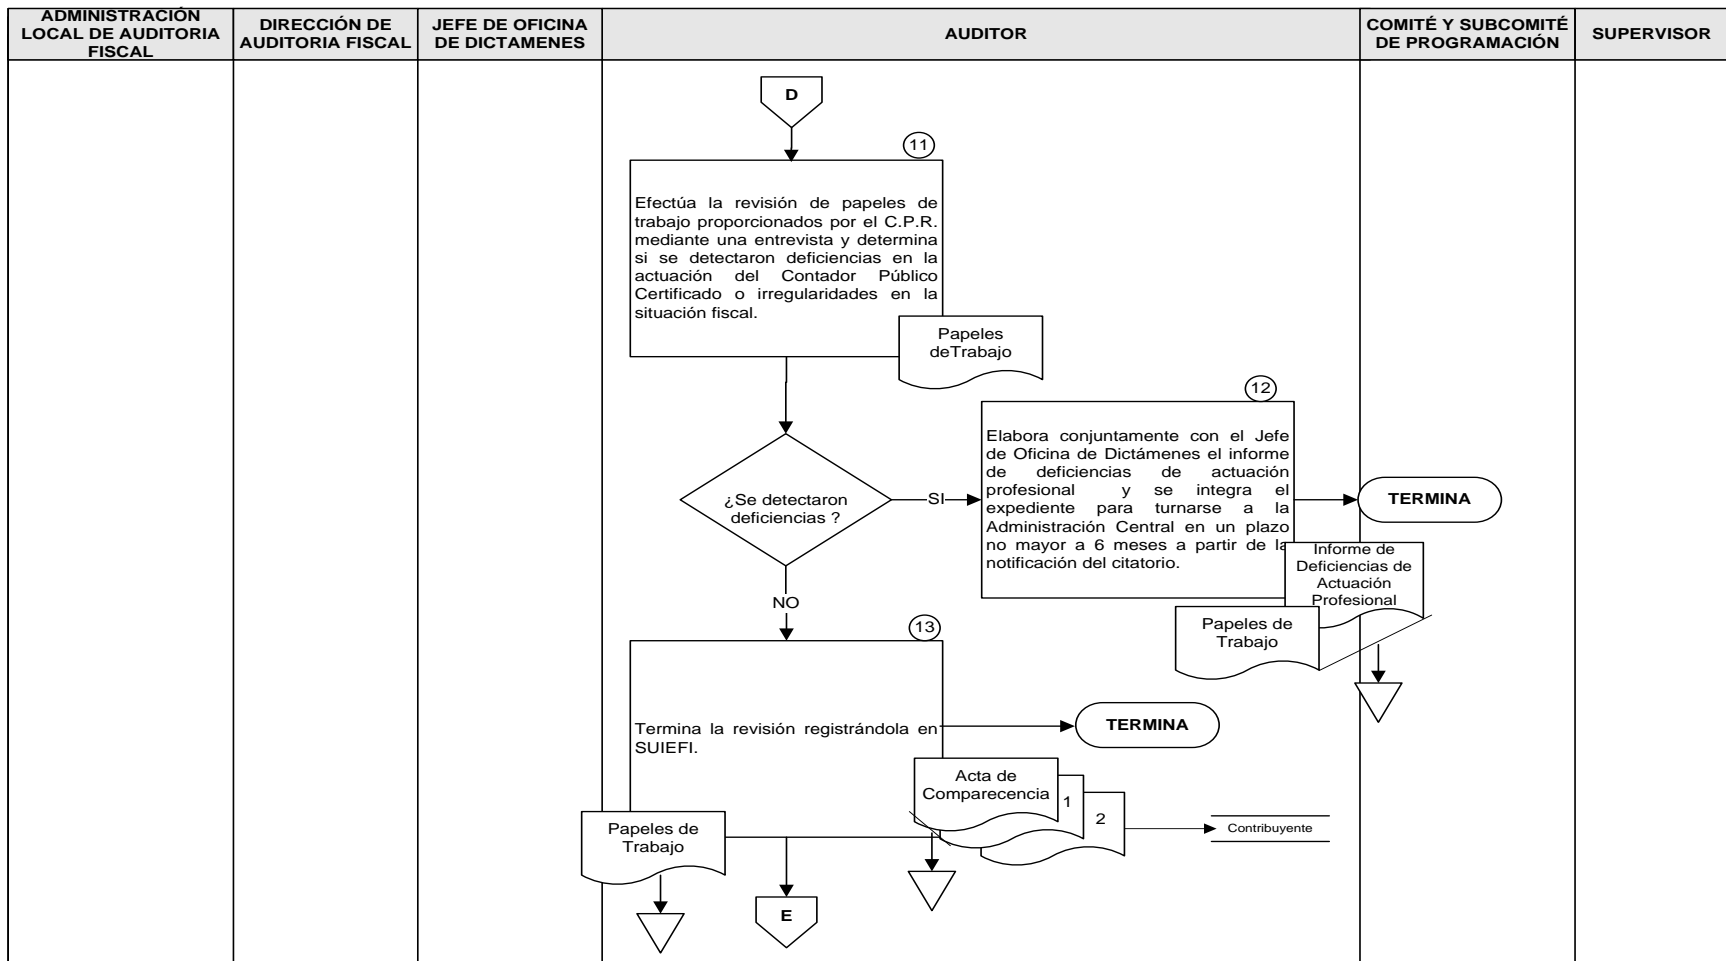 ADMINISTRACIÓN
LOCAL DE AUDITORIA
FISCAL
DIRECCIÓN DE
AUDITORIA FISCAL
JEFE DE OFICINA
DE DICTAMENES
AUDITOR
COMITÉ Y SUBCOMITÉ
DE PROGRAMACIÓN
SUPERVISOR
D
11
Efectúa la revisión de papeles de
trabajo proporcionados por el C.P.R.
mediante una entrevista y determina
si se detectaron deficiencias en la
actuación del Contador Público
Certificado o irregularidades en la
situación fiscal.
Papeles
deTrabajo
12
Elabora conjuntamente con el Jefe
de Oficina de Dictámenes el informe
de deficiencias de actuación
profesional y se integra el
expediente para turnarse a la
Administración Central en un plazo
no mayor a 6 meses a partir de la
notificación del citatorio.
¿Se detectaron
deficiencias ?
SI
TERMINA
Informe de
Deficiencias de
Actuación
Profesional
Papeles de
Trabajo
NO
13
Termina la revisión registrándola en
SUIEFI.
TERMINA
Acta de
Comparecencia
1
2
Contribuyente
Papeles de
Trabajo
E